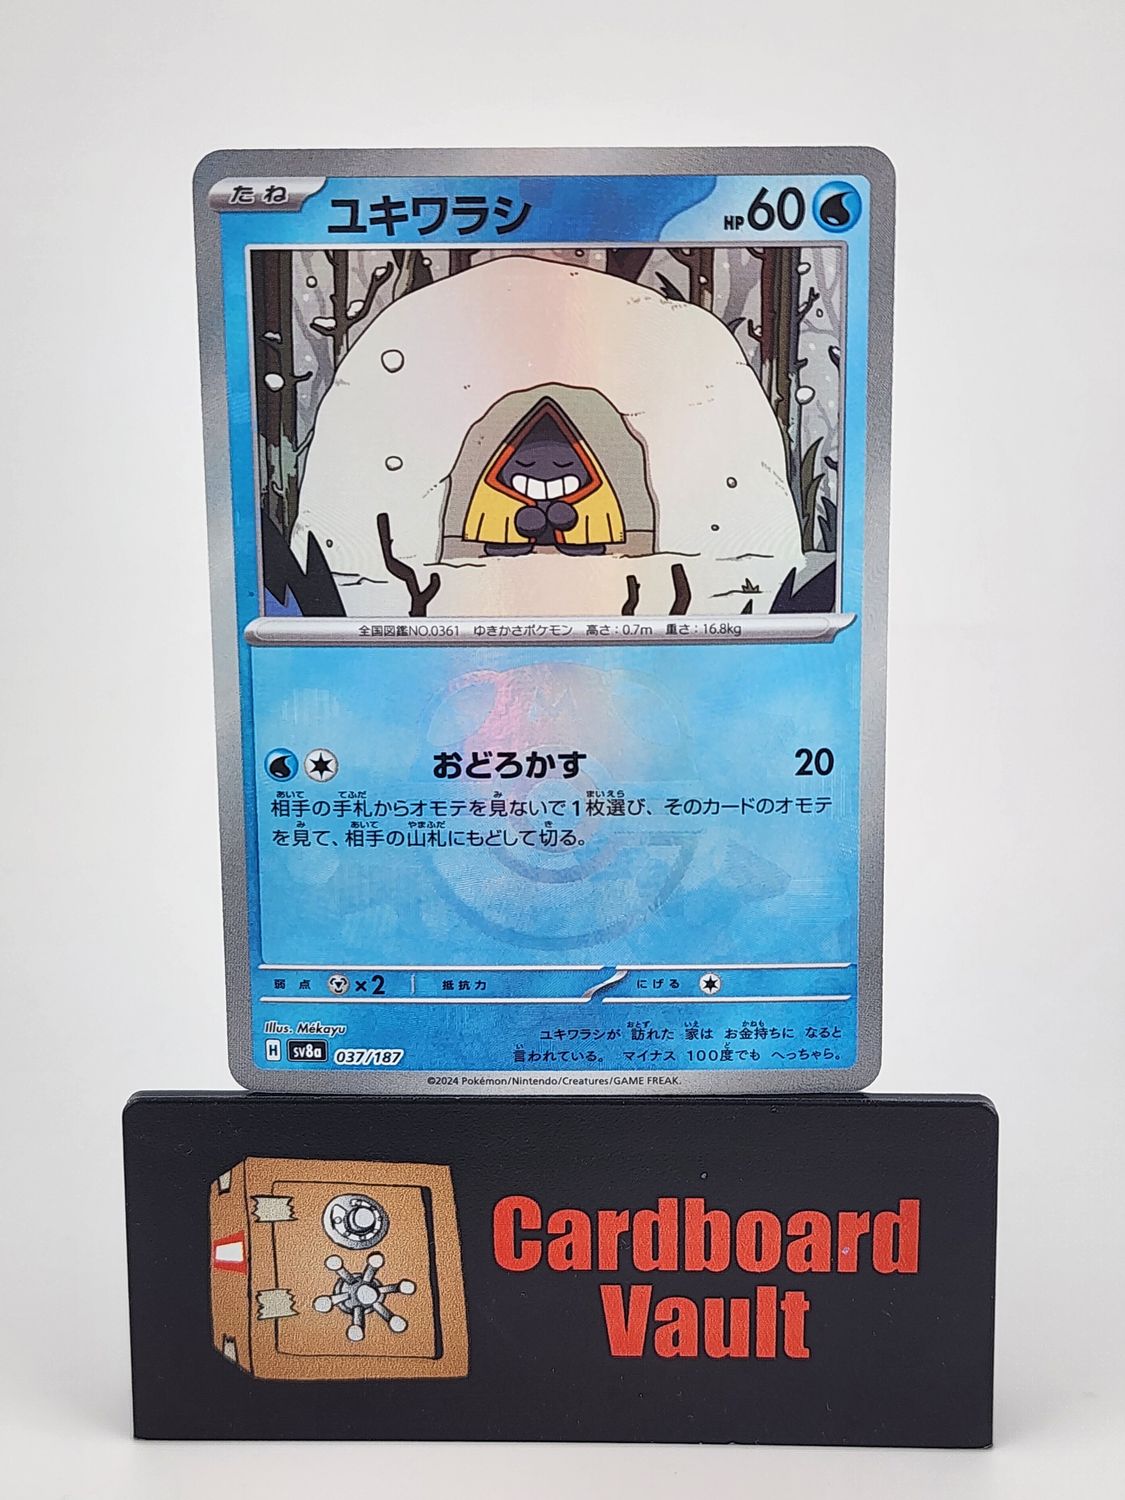 たね
ユキワラシ
HP60
全国図鑑NO.0361 ゆきかさポケモン 高さ:0.7m 重さ:16.8kg
おどろかす 20
相手の手札からオモテを見ないで1枚選び、そのカードのオモテ
を見て、相手の山札にもどして切る。
弱点 ×2 抵抗力 にげる
Illus. Mékayu
ユキワラシが 訪れた 家は お金持ちに なると
言われている。 マイナス 100度でも へっちゃら。
H sv8a 037/187
©2024 Pokémon/Nintendo/Creatures/GAME FREAK.
Cardboard
Vault